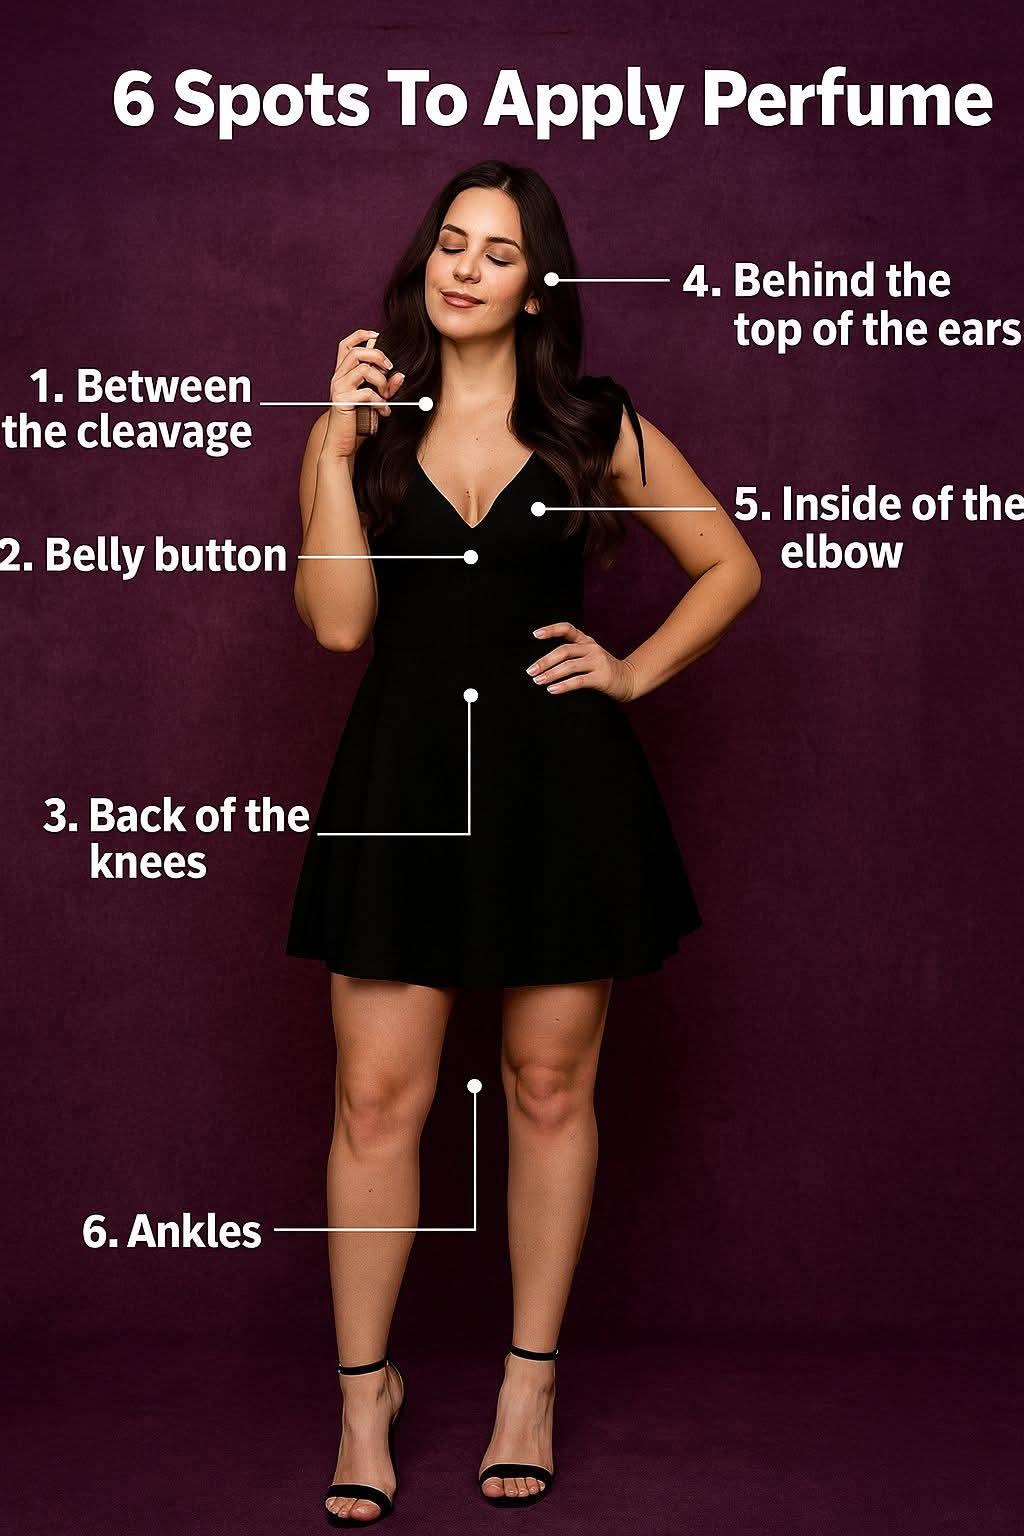 6 Spots To Apply Perfume
1. Between
the cleavage
2. Belly button
3. Back of the
knees
4. Behind the
top of the ears
5. Inside of the
elbow
6. Ankles